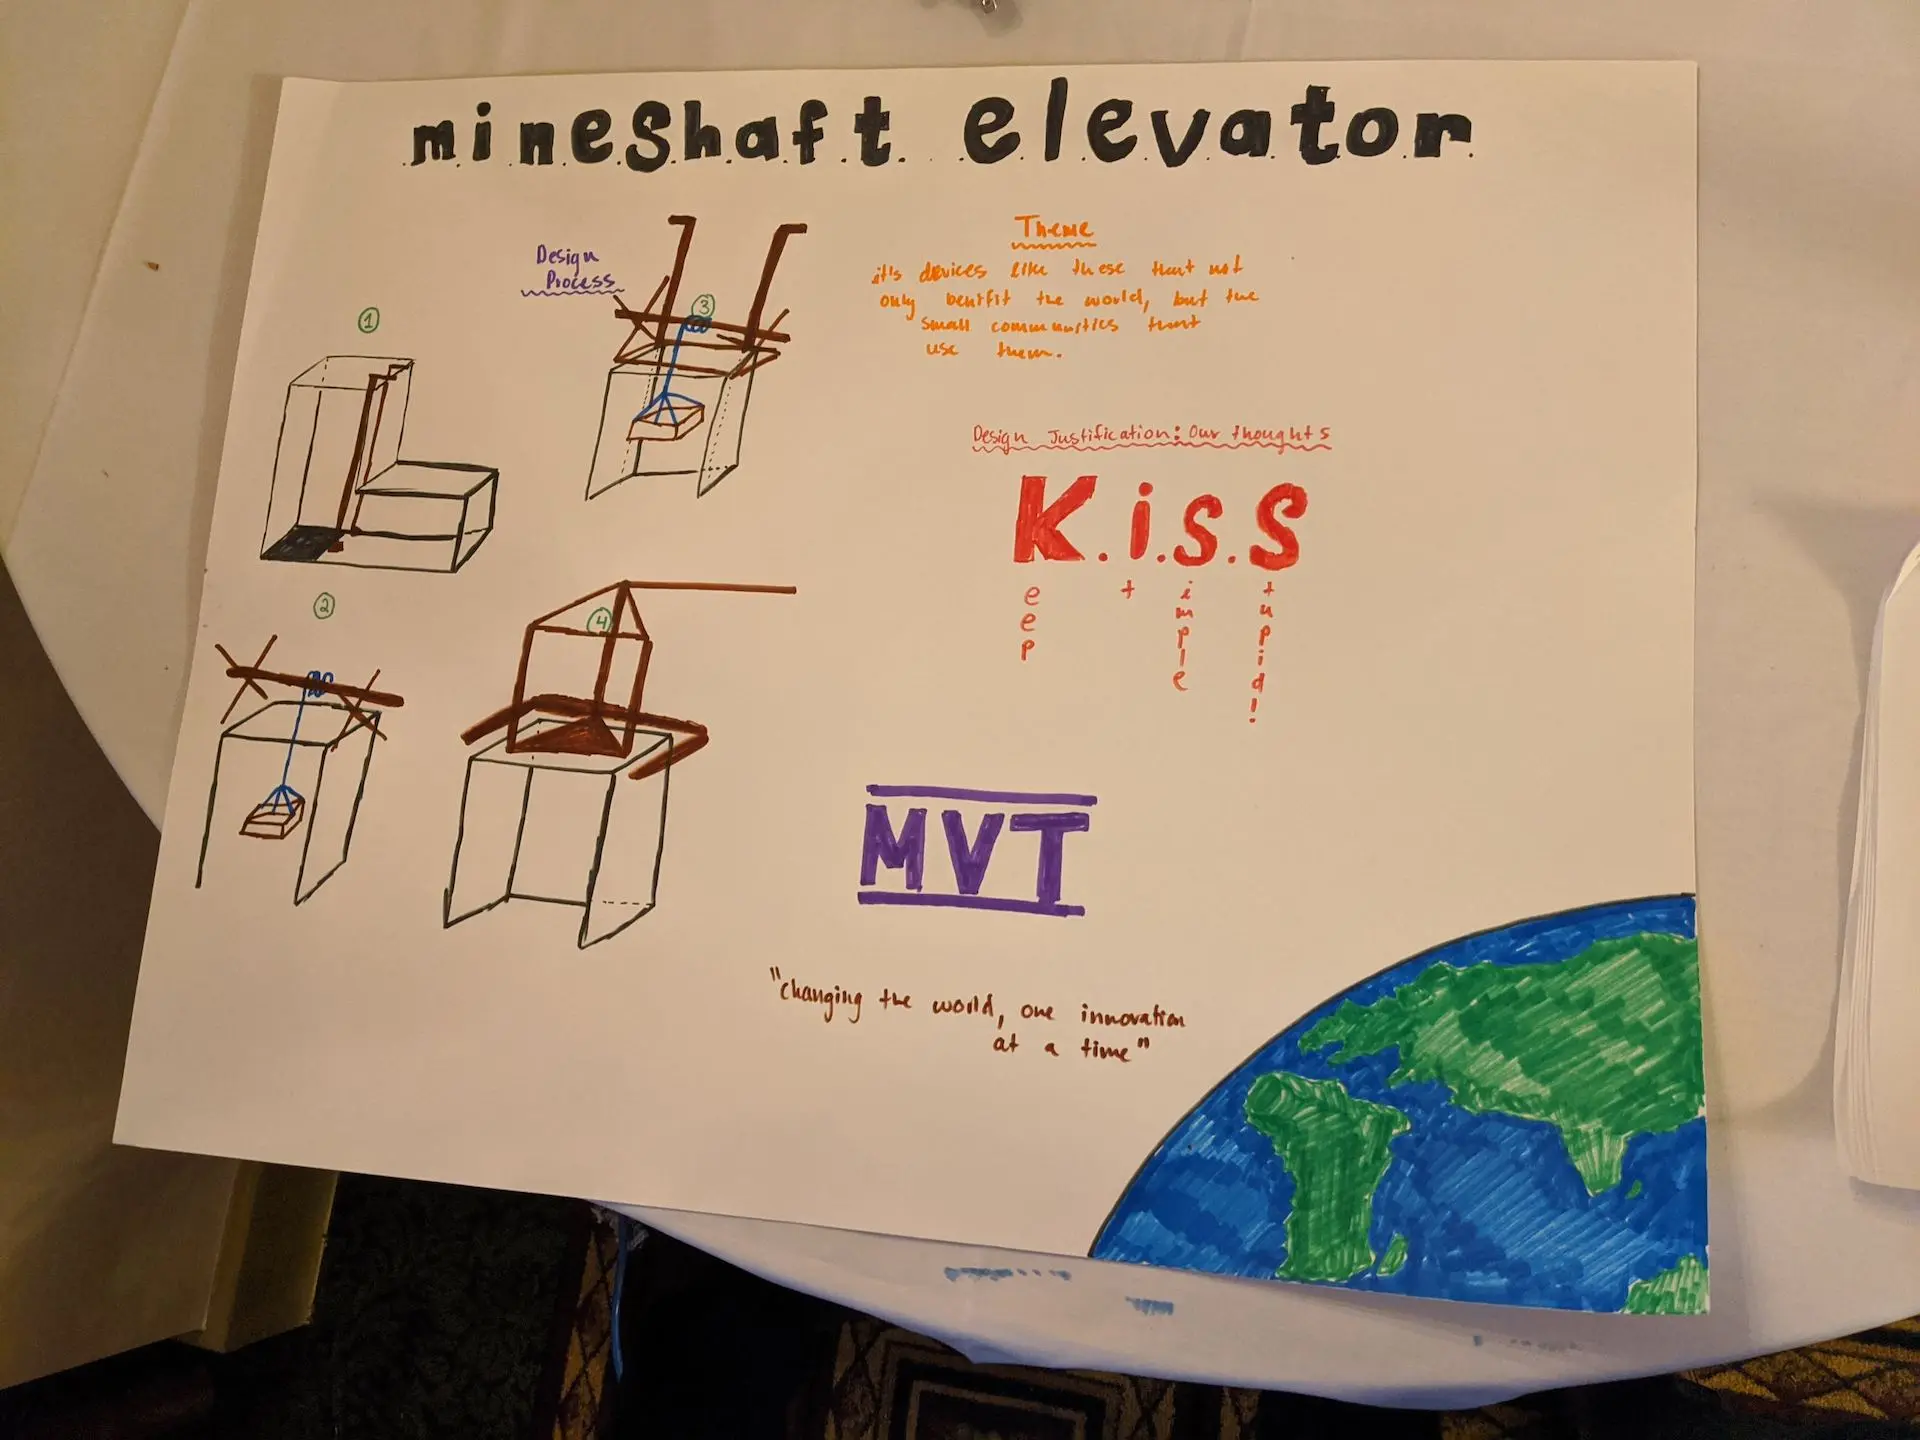 mineshaft elevator
Design
Process
1
3
2
4
Theme
it's devices like these that not
only benifit the world, but the
small communities that
use them.
Design Justification: Our thoughts
K.i.S.S
eep
t
imple
tupid!
MVT
"changing the world, one innovation
at a time"